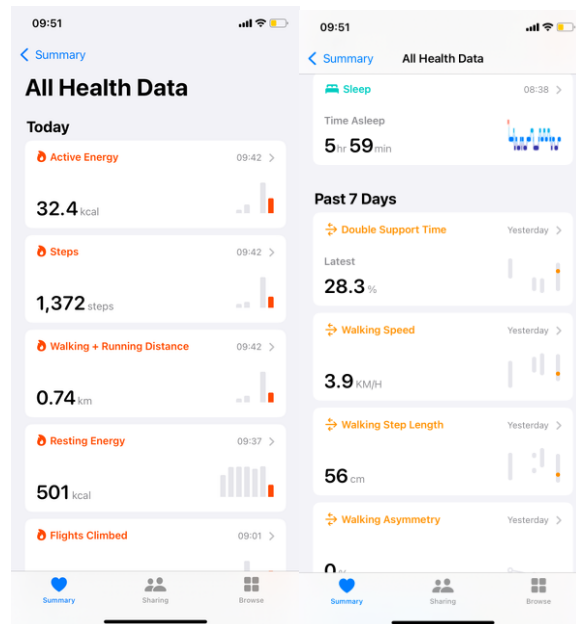 09:51
Summary
All Health Data
Today
Active Energy 09:42
32.4 kcal
Steps 09:42
1,372 steps
Walking + Running Distance 09:42
0.74 km
Resting Energy 09:37
501 kcal
Flights Climbed 09:01
Summary Sharing Browse
09:51
Summary All Health Data
Sleep 08:38
Time Asleep
5 hr 59 min
Past 7 Days
Double Support Time Yesterday
Latest
28.3 %
Walking Speed Yesterday
3.9 KM/H
Walking Step Length Yesterday
56 cm
Walking Asymmetry Yesterday
Summary Sharing Browse